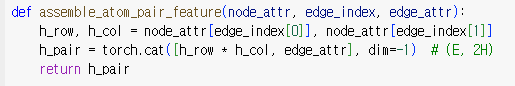 def assemble_atom_pair_feature(node_attr, edge_index, edge_attr):
    h_row, h_col = node_attr[edge_index[0]], node_attr[edge_index[1]]
    h_pair = torch.cat([h_row * h_col, edge_attr], dim=-1)  # (E, 2H)
    return h_pair